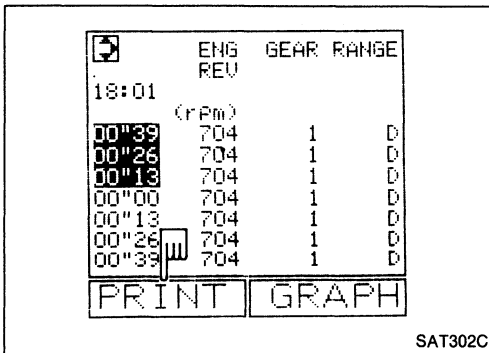 ENG GEAR RANGE
REV
18:01
(rpm)
00"39 704 1 D
00"26 704 1 D
00"13 704 1 D
00"00 704 1 D
00"13 704 1 D
00"26 704 1 D
00"39 704 1 D
PRINT GRAPH
SAT302C